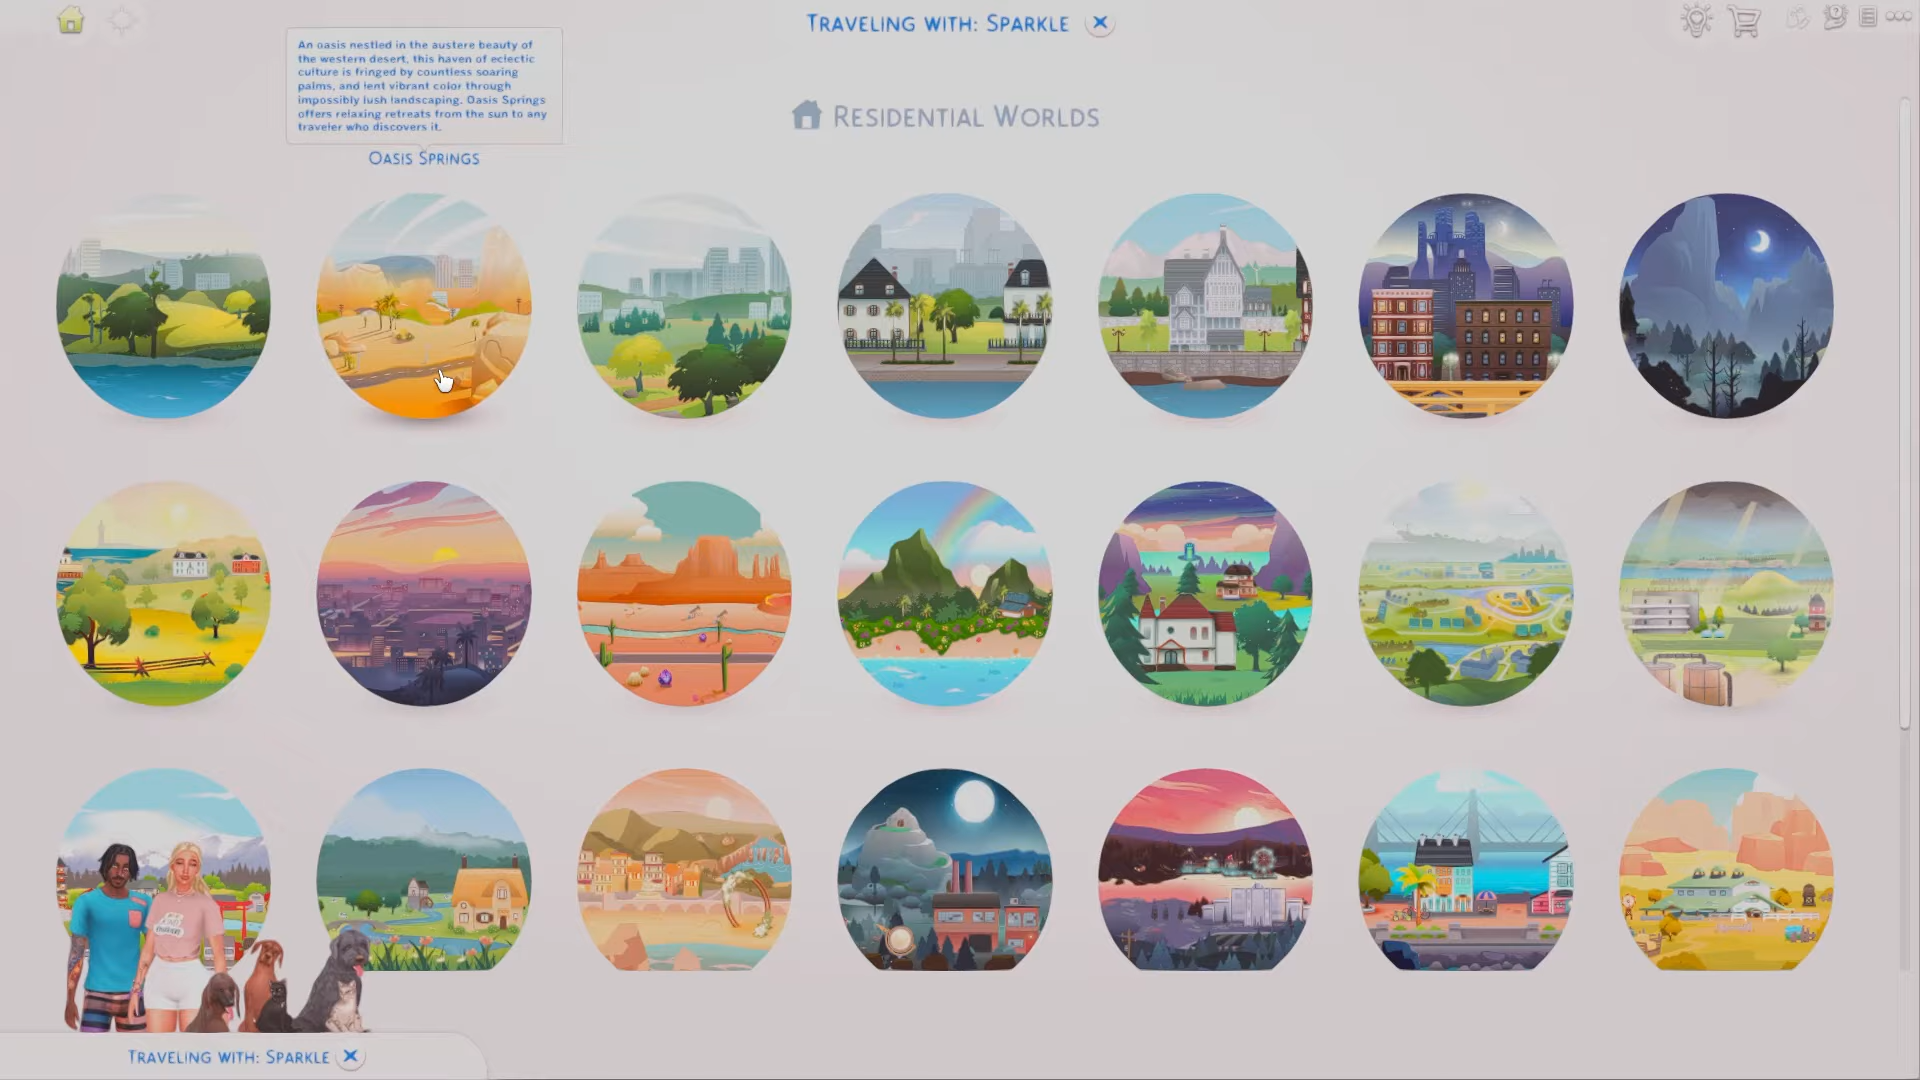 TRAVELING WITH: SPARKLE
An oasis nestled in the austere beauty of
the western desert, this haven of eclectic
culture is fringed by countless soaring
palms, and lent vibrant color through
impossibly lush landscaping. Oasis Springs
offers relaxing retreats from the sun to any
traveler who discovers it.
RESIDENTIAL WORLDS
OASIS SPRINGS
TRAVELING WITH: SPARKLE